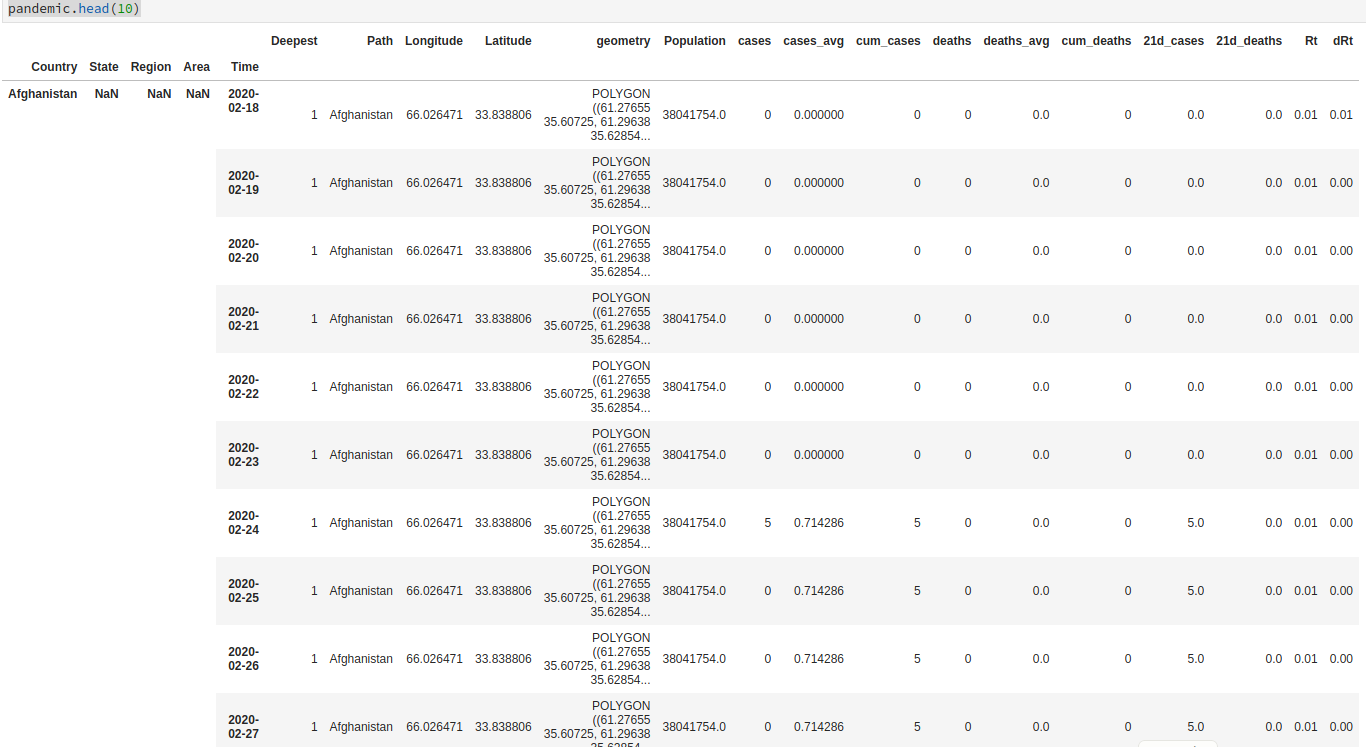 pandemic.head(10)
Deepest Path Longitude Latitude geometry Population cases cases_avg cum_cases deaths deaths_avg cum_deaths 21d_cases 21d_deaths Rt dRt
Country State Region Area Time
Afghanistan NaN NaN NaN 2020-
02-18
1 Afghanistan 66.026471 33.838806
POLYGON
((61.27655
35.60725, 61.29638
35.62854...
38041754.0 0 0.000000 0 0 0.0 0 0.0 0.0 0.01 0.01
2020-
02-19
1 Afghanistan 66.026471 33.838806
POLYGON
((61.27655
35.60725, 61.29638
35.62854...
38041754.0 0 0.000000 0 0 0.0 0 0.0 0.0 0.01 0.00
2020-
02-20
1 Afghanistan 66.026471 33.838806
POLYGON
((61.27655
35.60725, 61.29638
35.62854...
38041754.0 0 0.000000 0 0 0.0 0 0.0 0.0 0.01 0.00
2020-
02-21
1 Afghanistan 66.026471 33.838806
POLYGON
((61.27655
35.60725, 61.29638
35.62854...
38041754.0 0 0.000000 0 0 0.0 0 0.0 0.0 0.01 0.00
2020-
02-22
1 Afghanistan 66.026471 33.838806
POLYGON
((61.27655
35.60725, 61.29638
35.62854...
38041754.0 0 0.000000 0 0 0.0 0 0.0 0.0 0.01 0.00
2020-
02-23
1 Afghanistan 66.026471 33.838806
POLYGON
((61.27655
35.60725, 61.29638
35.62854...
38041754.0 0 0.000000 0 0 0.0 0 0.0 0.0 0.01 0.00
2020-
02-24
1 Afghanistan 66.026471 33.838806
POLYGON
((61.27655
35.60725, 61.29638
35.62854...
38041754.0 5 0.714286 5 0 0.0 0 5.0 0.0 0.01 0.00
2020-
02-25
1 Afghanistan 66.026471 33.838806
POLYGON
((61.27655
35.60725, 61.29638
35.62854...
38041754.0 0 0.714286 5 0 0.0 0 5.0 0.0 0.01 0.00
2020-
02-26
1 Afghanistan 66.026471 33.838806
POLYGON
((61.27655
35.60725, 61.29638
35.62854...
38041754.0 0 0.714286 5 0 0.0 0 5.0 0.0 0.01 0.00
2020-
02-27
1 Afghanistan 66.026471 33.838806
POLYGON
((61.27655
35.60725, 61.29638
35.62854...
38041754.0 0 0.714286 5 0 0.0 0 5.0 0.0 0.01 0.00